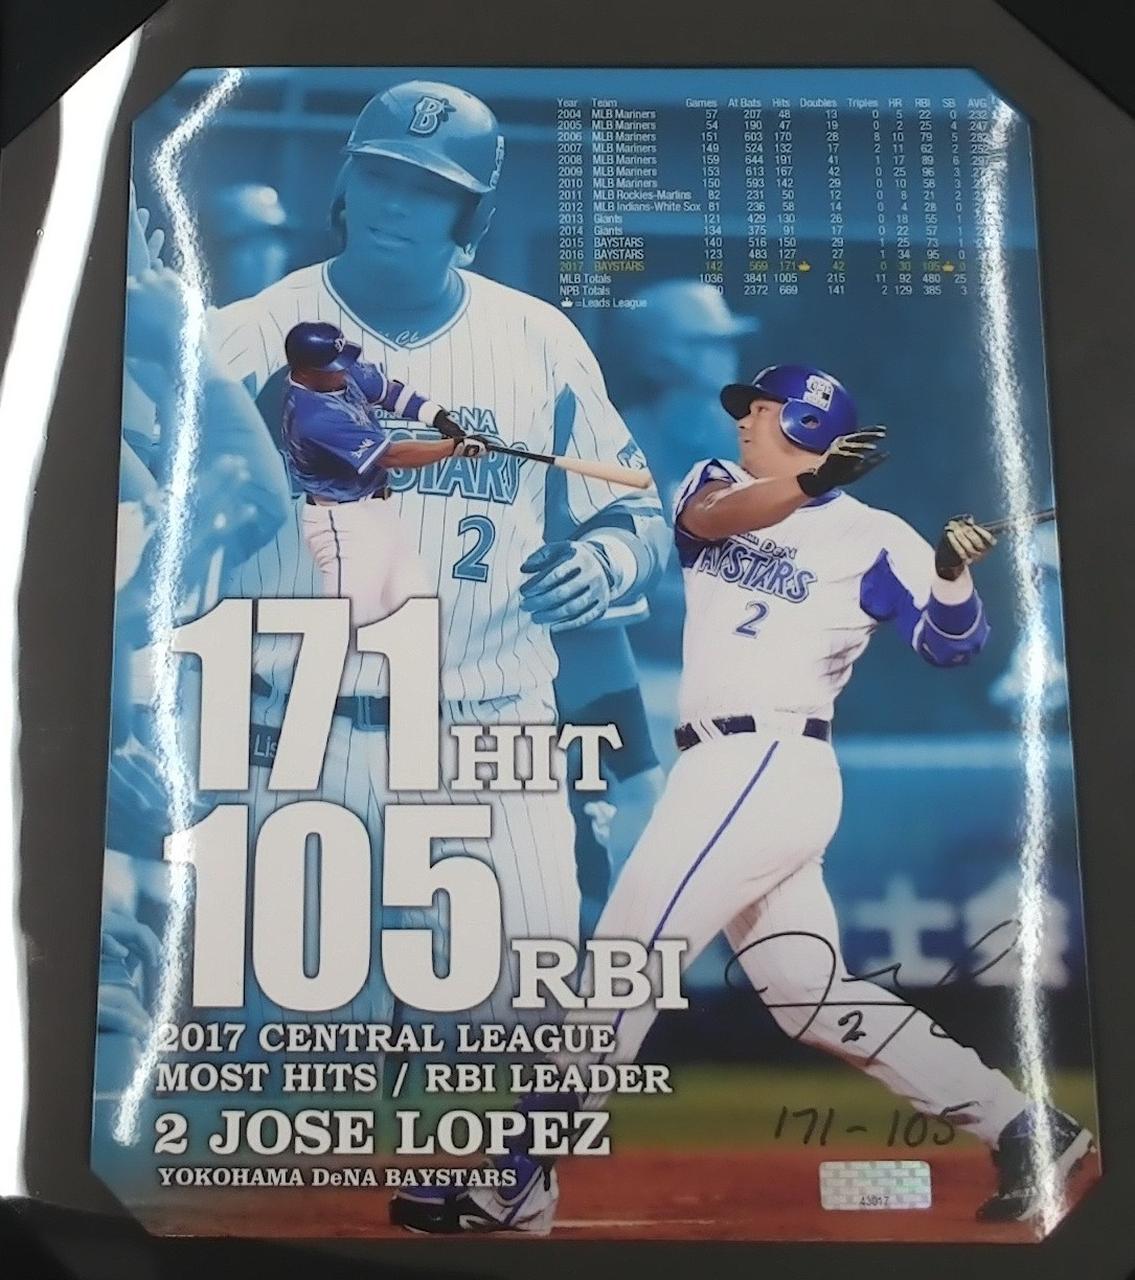 Year Team Games At Bats Hits Doubles Triples HR RBI SB AVG
2004 MLB Mariners 57 207 48 13 0 5 22 0 232
2005 MLB Mariners 54 190 47 19 0 2 25 4 247
2006 MLB Mariners 151 603 170 28 8 10 79 5
2007 MLB Mariners 149 524 132 17 2 11 62 2
2008 MLB Mariners 159 644 191 41 1 17 89 6
2009 MLB Mariners 153 613 167 42 0 25 96 3
2010 MLB Mariners 150 593 142 29 0 10 58 3
2011 MLB Rockies-Marlins 82 231 50 12 0 8 21 2
2012 MLB Indians-White Sox 81 236 58 14 0 4 28 0
2013 Giants 121 429 130 26 0 18 55 1
2014 Giants 134 375 91 17 0 22 57 1
2015 BAYSTARS 140 516 150 29 1 25 73 1
2016 BAYSTARS 123 483 127 27 1 34 95 0
2017 BAYSTARS 142 569 171 42 0 30 105 0
MLB Totals 1036 3841 1005 215 11 92 480 25
NPB Totals 2372 669 141 2 129 385 3
=Leads League
B
DeNA
STARS
2
DeNA
AYSTARS
2
171 HIT
105 RBI
士会
2017 CENTRAL LEAGUE
MOST HITS / RBI LEADER
2 JOSE LOPEZ
YOKOHAMA DeNA BAYSTARS
2
171-105
43017